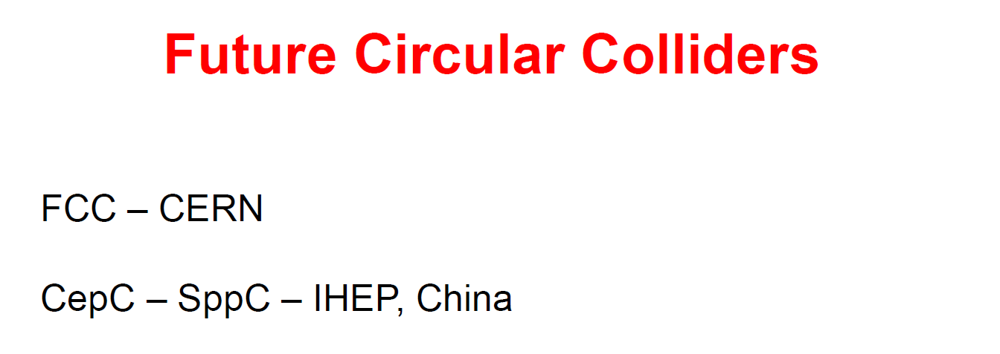 Future Circular Colliders
FCC – CERN
CepC – SppC – IHEP, China